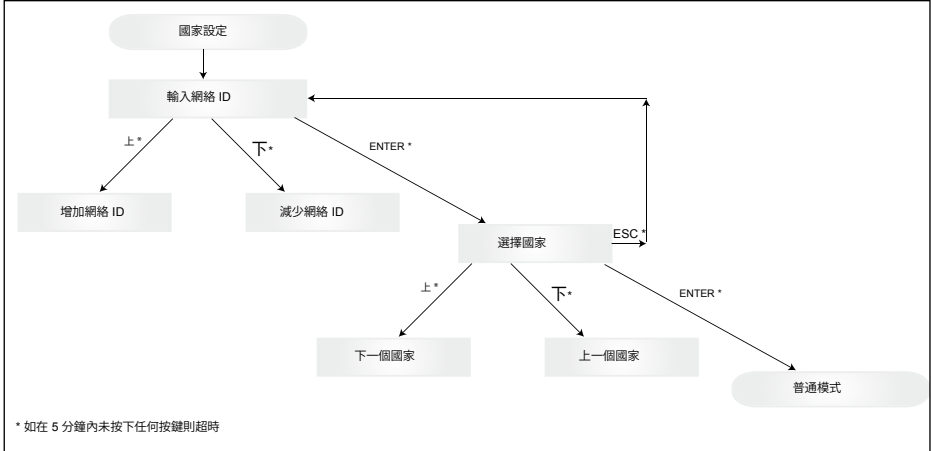 國家設定
輸入網絡 ID
上 *
下 *
ENTER *
增加網絡 ID
減少網絡 ID
選擇國家
ESC *
上 *
下 *
ENTER *
下一個國家
上一個國家
普通模式
* 如在 5 分鐘內未按下任何按鍵則超時